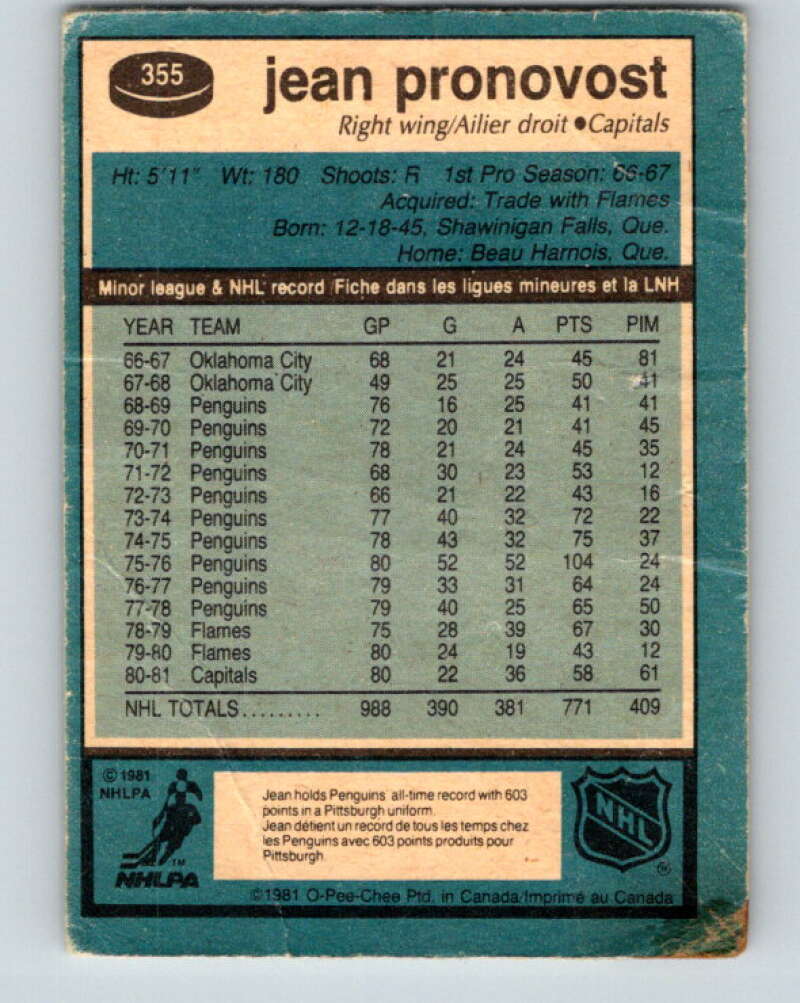 355
jean pronovost
Right wing/Ailier droit ●Capitals
Ht: 5'11" Wt: 180 Shoots: R 1st Pro Season: 66-67
Acquired: Trade with Flames
Born: 12-18-45, Shawinigan Falls, Que.
Home: Beau Harnois, Que.
Minor league & NHL record/Fiche dans les ligues mineures et la LNH
YEAR TEAM GP G A PTS PIM
66-67 Oklahoma City 68 21 24 45 81
67-68 Oklahoma City 49 25 25 50 41
68-69 Penguins 76 16 25 41 41
69-70 Penguins 72 20 21 41 45
70-71 Penguins 78 21 24 45 35
71-72 Penguins 68 30 23 53 12
72-73 Penguins 66 21 22 43 16
73-74 Penguins 77 40 32 72 22
74-75 Penguins 78 43 32 75 37
75-76 Penguins 80 52 52 104 24
76-77 Penguins 79 33 31 64 24
77-78 Penguins 79 40 25 65 50
78-79 Flames 75 28 39 67 30
79-80 Flames 80 24 19 43 12
80-81 Capitals 80 22 36 58 61
NHL TOTALS......... 988 390 381 771 409
© 1981
NHLPA
TM
NHLPA
Jean holds Penguins all-time record with 603
points in a Pittsburgh uniform.
Jean détient un record de tous les temps chez
les Penguins avec 603 points produits pour
Pittsburgh
NHL
©1981 O-Pee-Chee Ptd. in Canada/Imprimé au Canada